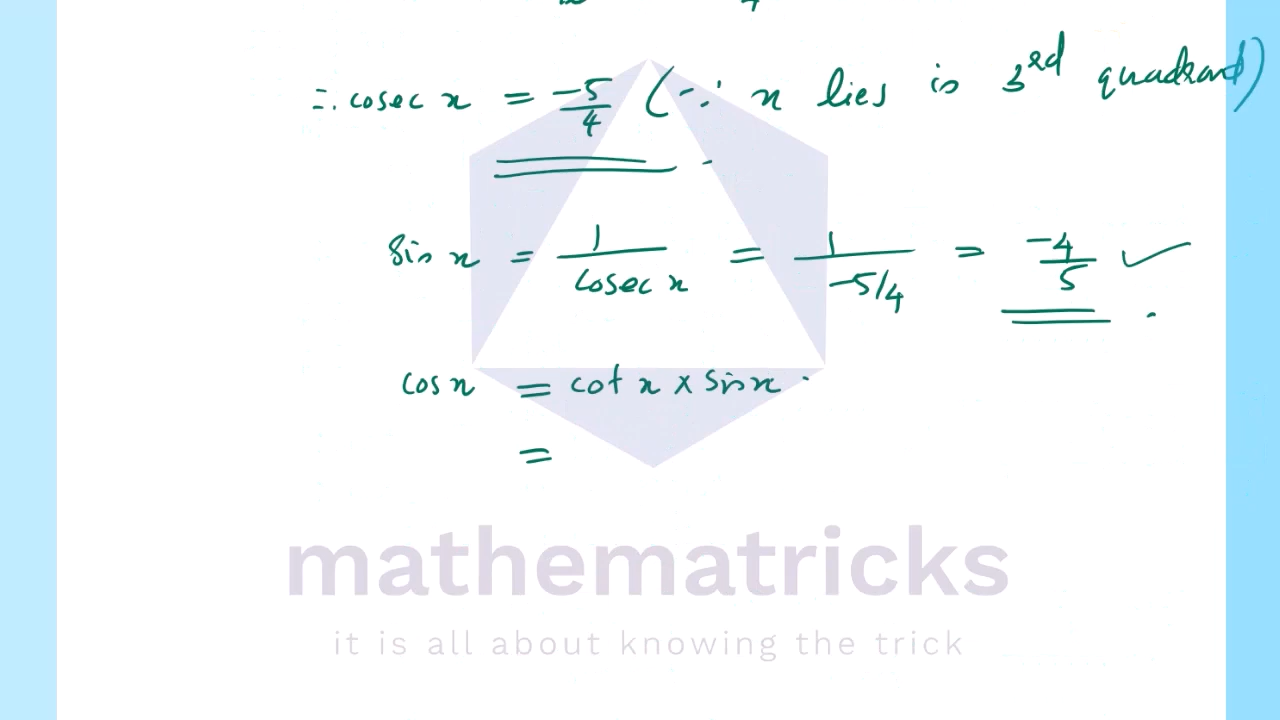 ∴ cosec x = -5/4 (∵ x lies is 3rd quadrant)
Sin x = 1/cosec x = 1/-5/4 = -4/5 ✓
cos x = cot x × sin x .
=
mathematricks
it is all about knowing the trick